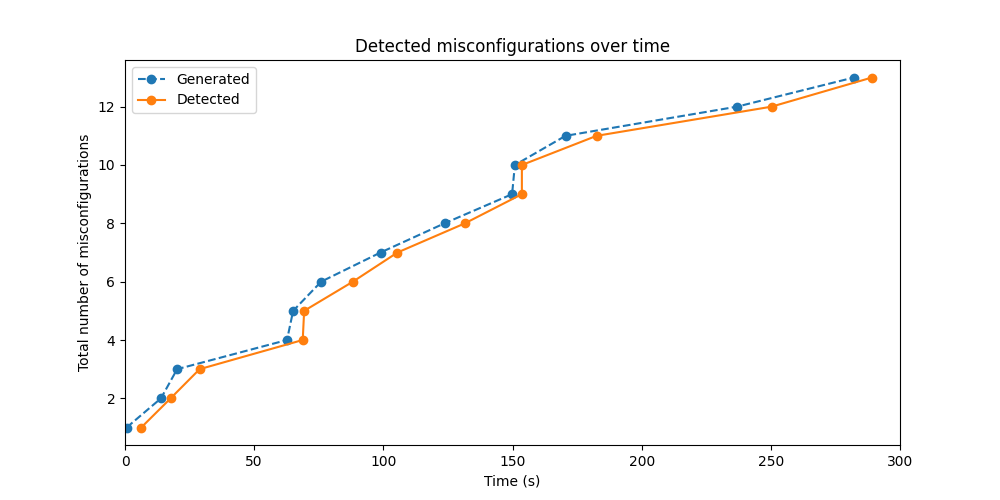 Detected misconfigurations over time
Generated
Detected
Total number of misconfigurations
12
10
8
6
4
2
0 50 100 150 200 250 300
Time (s)